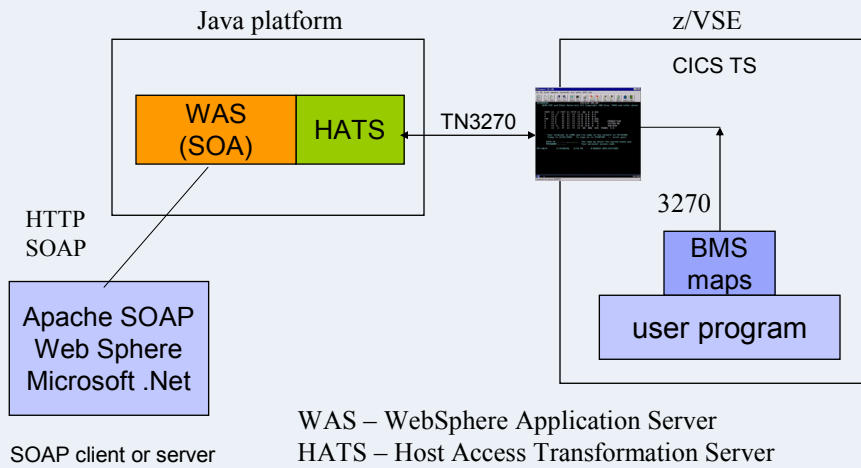 Java platform
z/VSE
CICS TS
WAS
(SOA)
HATS
TN3270
HTTP
SOAP
3270
BMS
maps
user program
Apache SOAP
Web Sphere
Microsoft .Net
WAS – WebSphere Application Server
HATS – Host Access Transformation Server
SOAP client or server